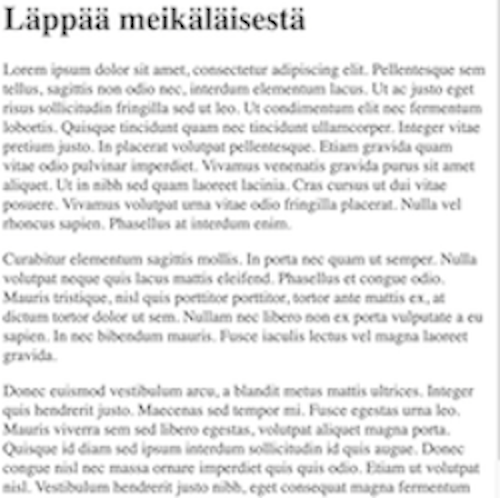 Läppää meikäläisestä
Lorem ipsum dolor sit amet, consectetur adipiscing elit. Pellentesque sem
tellus, sagittis non odio nec, interdum elementum lacus. Ut ac justo eget
risus sollicitudin fringilla sed ut leo. Ut condimentum elit nec fermentum
lobortis. Quisque tincidunt quam nec tincidunt ullamcorper. Integer vitae
pretium justo. In placerat volutpat pellentesque. Etiam gravida quam
vitae odio pulvinar imperdiet. Vivamus venenatis gravida purus sit amet
aliquet. Ut in nibh sed quam laoreet lacinia. Cras cursus ut dui vitae
posuere. Vivamus volutpat urna vitae odio fringilla placerat. Nulla vel
rhoncus sapien. Phasellus at interdum enim.
Curabitur elementum sagittis mollis. In porta nec quam ut semper. Nulla
volutpat neque quis lacus mattis eleifend. Phasellus et congue odio.
Mauris tristique, nisl quis porttitor porttitor, tortor ante mattis ex, at
dictum tortor dolor ut sem. Nullam nec libero non ex porta vulputate a eu
sapien. In nec bibendum mauris. Fusce iaculis lectus vel magna laoreet
gravida.
Donec euismod vestibulum arcu, a blandit metus mattis ultrices. Integer
quis hendrerit justo. Maecenas sed tempor mi. Fusce egestas urna leo.
Mauris viverra sem sed libero egestas, volutpat aliquet magna porta.
Quisque id diam sed ipsum interdum sollicitudin id quis augue. Donec
congue nisl nec massa ornare imperdiet quis quis odio. Etiam ut volutpat
nisl. Vestibulum hendrerit justo nibh, eget consequat magna fermentum